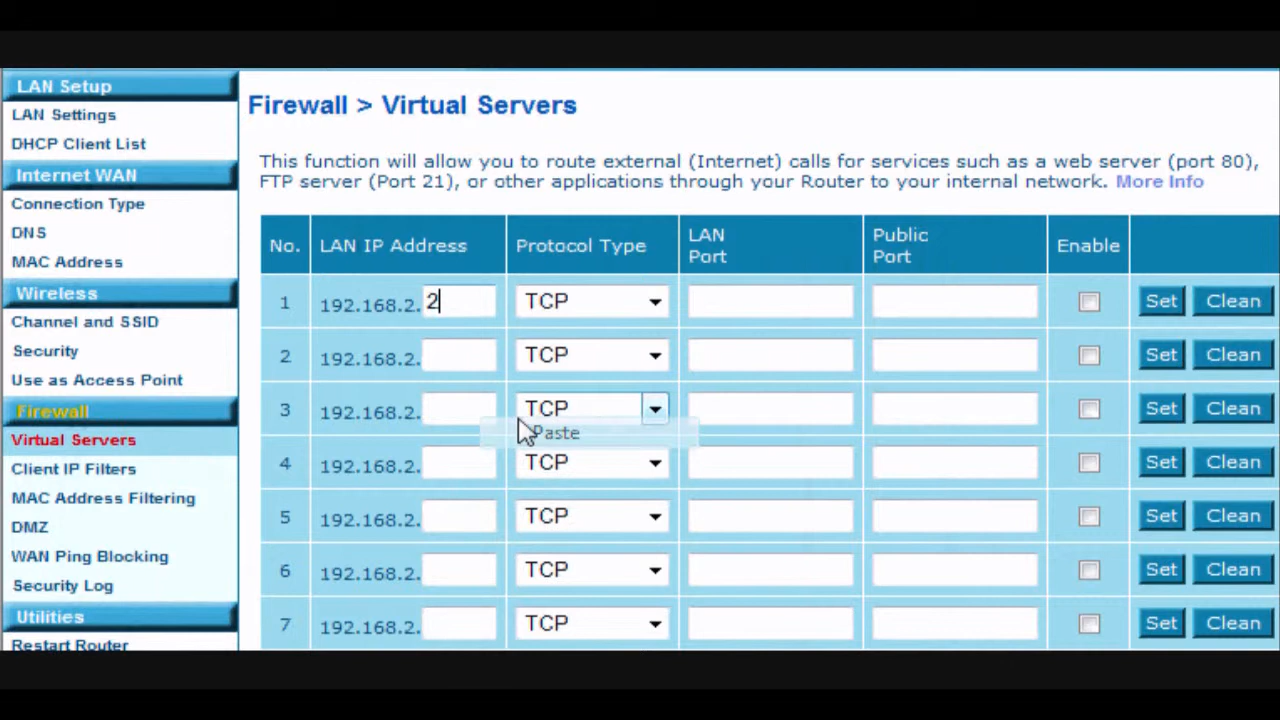 LAN Setup
LAN Settings
DHCP Client List
Internet WAN
Connection Type
DNS
MAC Address
Wireless
Channel and SSID
Security
Use as Access Point
Firewall
Virtual Servers
Client IP Filters
MAC Address Filtering
DMZ
WAN Ping Blocking
Security Log
Utilities
Restart Router
Firewall > Virtual Servers
This function will allow you to route external (Internet) calls for services such as a web server (port 80),
FTP server (Port 21), or other applications through your Router to your internal network. More Info
No. LAN IP Address Protocol Type LAN Port Public Port Enable
1 192.168.2. 2 TCP Set Clean
2 192.168.2. TCP Set Clean
3 192.168.2. TCP Set Clean
Paste
4 192.168.2. TCP Set Clean
5 192.168.2. TCP Set Clean
6 192.168.2. TCP Set Clean
7 192.168.2. TCP Set Clean